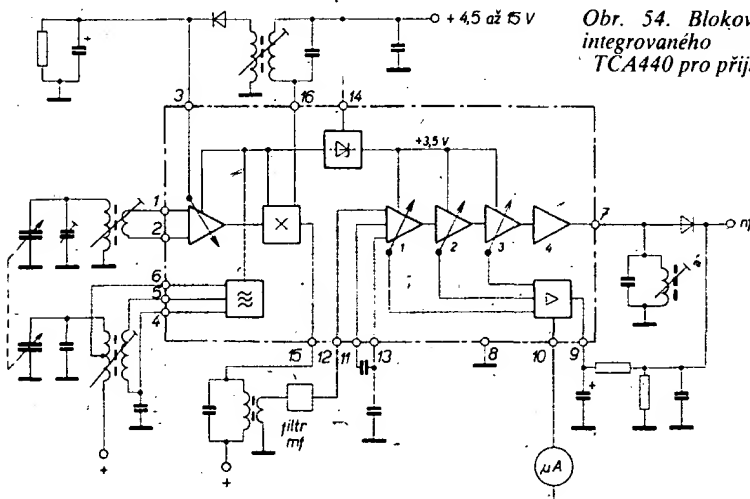 + 4,5 až 15 V
Obr. 54. Blokov
integrovaného
TCA440 pro přij
3
16
14
+3,5 V
1
2
1
2
3
4
7
nf
6
5
4
15
12
11
13
8
10
9
filtr
mf
μA
+
+
+
+